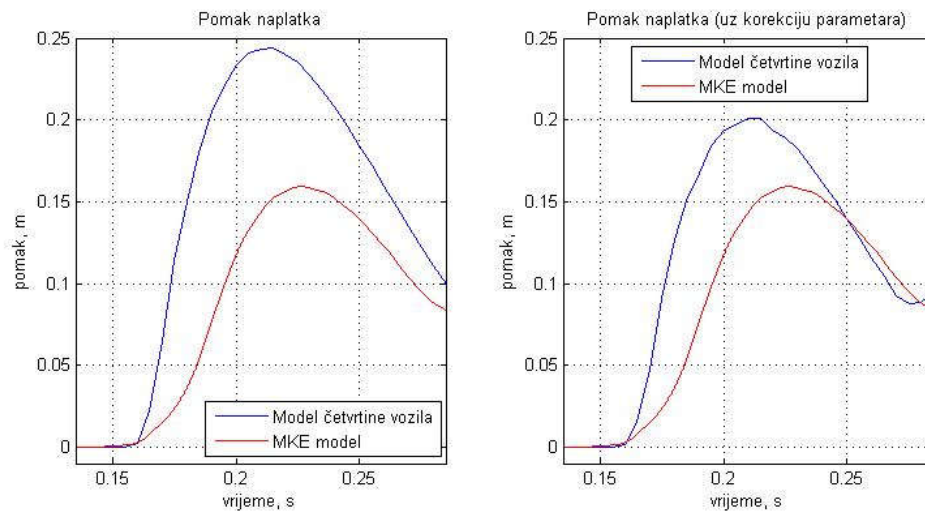 Pomak naplatka
0.25
0.2
0.15
0.1
0.05
0
pomak, m
Model četvrtine vozila
MKE model
0.15
0.2
0.25
vrijeme, s
Pomak naplatka (uz korekciju parametara)
0.25
0.2
0.15
0.1
0.05
0
pomak, m
Model četvrtine vozila
MKE model
0.15
0.2
0.25
vrijeme, s